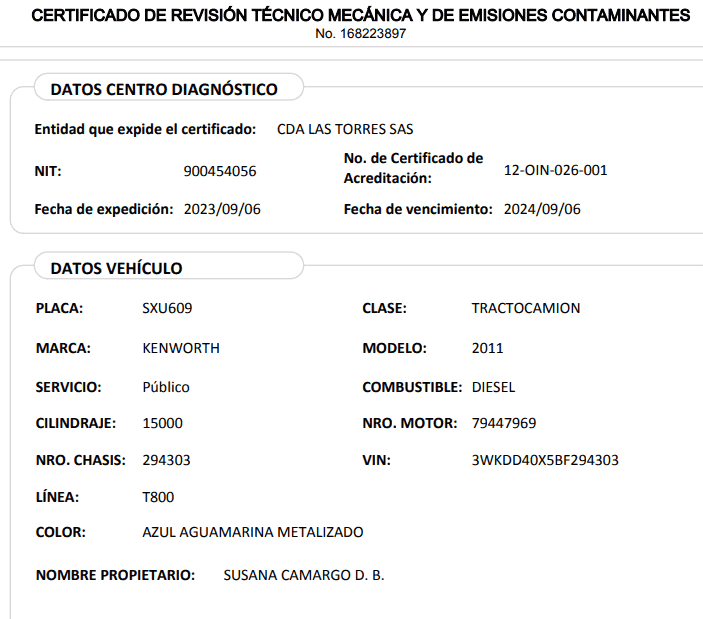 CERTIFICADO DE REVISIÓN TÉCNICO MECÁNICA Y DE EMISIONES CONTAMINANTES
No. 168223897
DATOS CENTRO DIAGNÓSTICO
Entidad que expide el certificado: CDA LAS TORRES SAS
NIT: 900454056 No. de Certificado de Acreditación: 12-OIN-026-001
Fecha de expedición: 2023/09/06 Fecha de vencimiento: 2024/09/06
DATOS VEHÍCULO
PLACA: SXU609 CLASE: TRACTOCAMION
MARCA: KENWORTH MODELO: 2011
SERVICIO: Público COMBUSTIBLE: DIESEL
CILINDRAJE: 15000 NRO. MOTOR: 79447969
NRO. CHASIS: 294303 VIN: 3WKDD40X5BF294303
LÍNEA: T800
COLOR: AZUL AGUAMARINA METALIZADO
NOMBRE PROPIETARIO: SUSANA CAMARGO D. B.